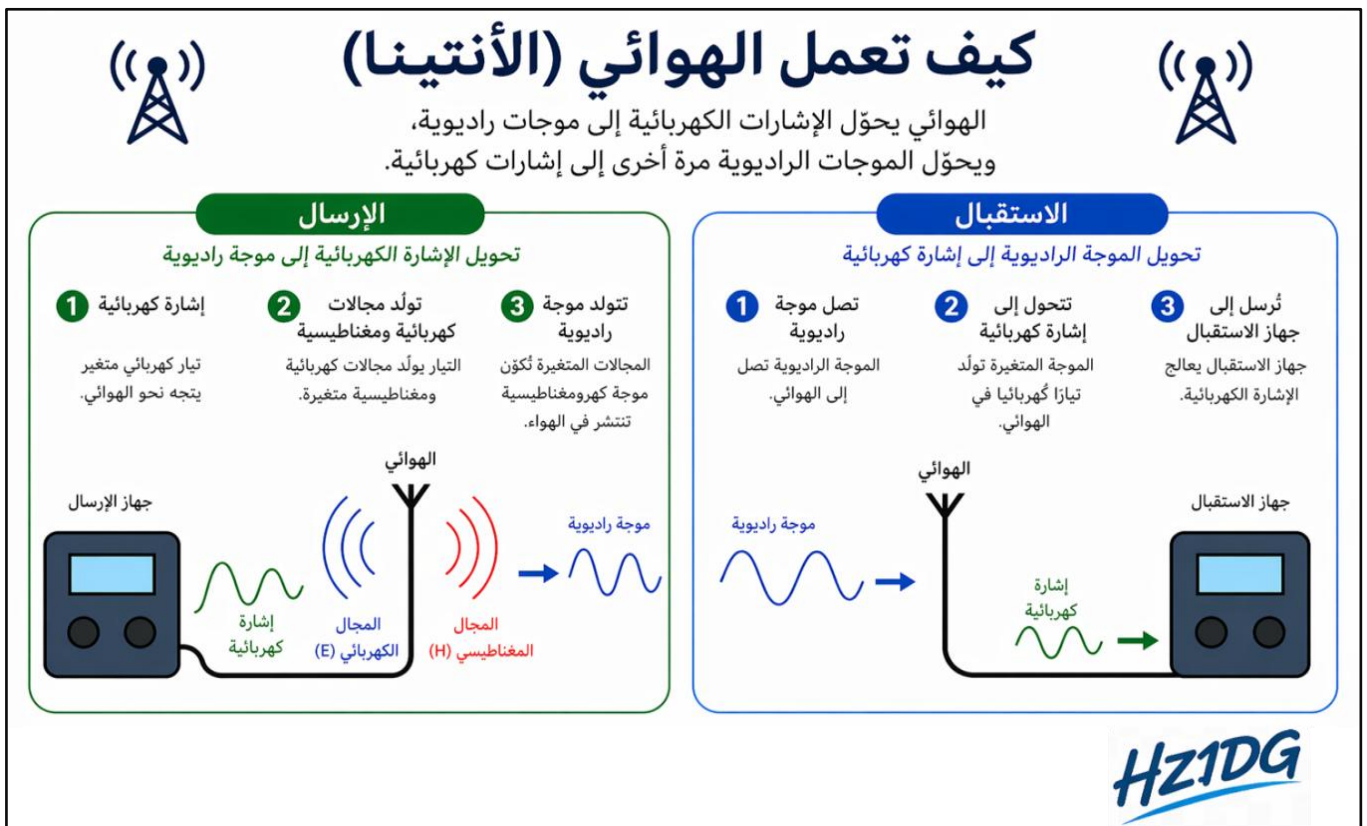 كيف تعمل الهوائي (الأنتينا)
الهوائي يحوّل الإشارات الكهربائية إلى موجات راديوية،
ويحوّل الموجات الراديوية مرة أخرى إلى إشارات كهربائية.
الإرسال
تحويل الإشارة الكهربائية إلى موجة راديوية
1 إشارة كهربائية
تيار كهربائي متغير
يتجه نحو الهوائي.
2 تولُد مجالات
كهربائية ومغناطيسية
التيار يولّد مجالات كهربائية
ومغناطيسية متغيرة.
3 تتولد موجة
راديوية
المجالات المتغيرة تُكوّن
موجة كهرومغناطيسية
تنتشر في الهواء.
جهاز الإرسال
إشارة
كهربائية
المجال
الكهربائي (E)
الهوائي
المجال
المغناطيسي (H)
موجة راديوية
الاستقبال
تحويل الموجة الراديوية إلى إشارة كهربائية
1 تصل موجة
راديوية
الموجة الراديوية تصل
إلى الهوائي.
2 تتحول إلى
إشارة كهربائية
الموجة المتغيرة تولّد
تيارًا كُهربائيا في
الهوائي.
3 تُرسل إلى
جهاز الاستقبال
جهاز الاستقبال يعالج
الإشارة الكهربائية.
موجة راديوية
الهوائي
إشارة
كهربائية
جهاز الاستقبال
HZ1DG